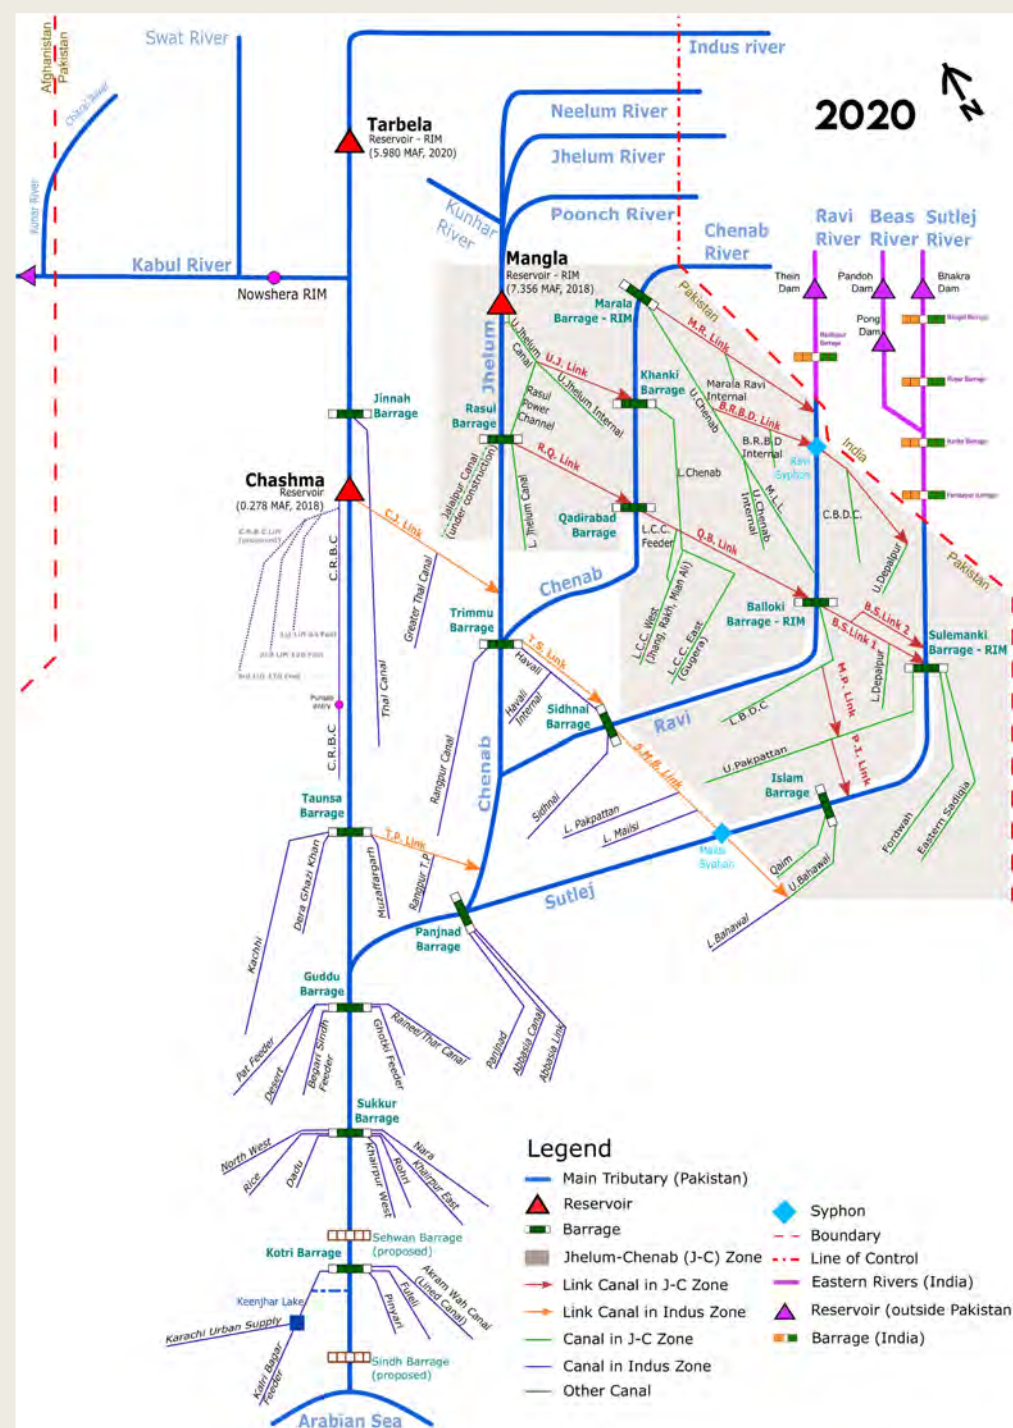 Afghanistan
Pakistan
Swat River
Chitral River
Kunar River
Kabul River
Nowshera RIM
Indus river
Neelum River
Jhelum River
Poonch River
Kunhar
River
Chenab
River
Ravi
River
Beas
River
Sutlej
River
2020
N
Tarbela
Reservoir - RIM
(5.980 MAF, 2020)
Mangla
Reservoir - RIM
(7.356 MAF, 2018)
Marala
Barrage - RIM
Pakistan
India
Pakistan
Thein
Dam
Pandoh
Dam
Bhakra
Dam
Pong
Dam
Barrage
M.R. Link
Marala Ravi
Internal
B.R.B.D. Link
B.R.B.D
Internal
Ravi
Syphon
C.B.D.C.
U.Depalpur
U.Jhelum
Canal
U.J. Link
U.Jhelum Internal
Rasul
Power
Channel
Khanki
Barrage
U.Chenab
M.L.L
U.Chenab
Internal
L.Chenab
Jhelum
Rasul
Barrage
R.Q. Link
Jalalpur Canal
(under construction)
L. Jhelum Canal
Qadirabad
Barrage
L.C.C.
Feeder
Q.B. Link
L.C.C. West
(Jhang, Rakh, Mian Ali)
L.C.C. East
(Gugera)
Jinnah
Barrage
Chashma
Reservoir
(0.278 MAF, 2018)
C.J. Link
Greater Thal Canal
Thal Canal
C.R.B.C
C.R.B.C
Punjab
entry
Chenab
Trimmu
Barrage
T.S. Link
Havali
Havali
Internal
Rangpur Canal
Sidhnai
Barrage
Sidhnai
Ravi
S.M.B. Link
Balloki
Barrage - RIM
B.S.Link 1
B.S.Link 2
L.Depalpur
Sulemanki
Barrage - RIM
L.B.D.C
M.P. Link
U.Pakpattan
P.I. Link
Islam
Barrage
Fordwah
Eastern Sadiqia
L. Pakpattan
L. Mailsi
Mailsi
Syphon
Qaim
U.Bahawal
L.Bahawal
Chenab
Sutlej
Taunsa
Barrage
T.P. Link
Rangpur T.P
Kachhi
Dera Ghazi Khan
Muzaffargarh
Panjnad
Barrage
Panjnad
Abbasia Canal
Abbasia Link
Guddu
Barrage
Pat Feeder
Desert
Begari Sindh
Feeder
Ghotki Feeder
Rainee/Thar Canal
Sukkur
Barrage
North West
Rice
Dadu
Khairpur West
Rohri
Khairpur East
Nara
Sehwan Barrage
(proposed)
Kotri Barrage
Keenjhar Lake
Karachi Urban Supply
Kalri Bagar
Feeder
Pinyari
Fuleli
Akram Wah Canal
(Lined Canal)
Sindh Barrage
(proposed)
Arabian Sea
Legend
Main Tributary (Pakistan)
Reservoir
Barrage
Jhelum-Chenab (J-C) Zone
Link Canal in J-C Zone
Link Canal in Indus Zone
Canal in J-C Zone
Canal in Indus Zone
Other Canal
Syphon
Boundary
Line of Control
Eastern Rivers (India)
Reservoir (outside Pakistan
Barrage (India)